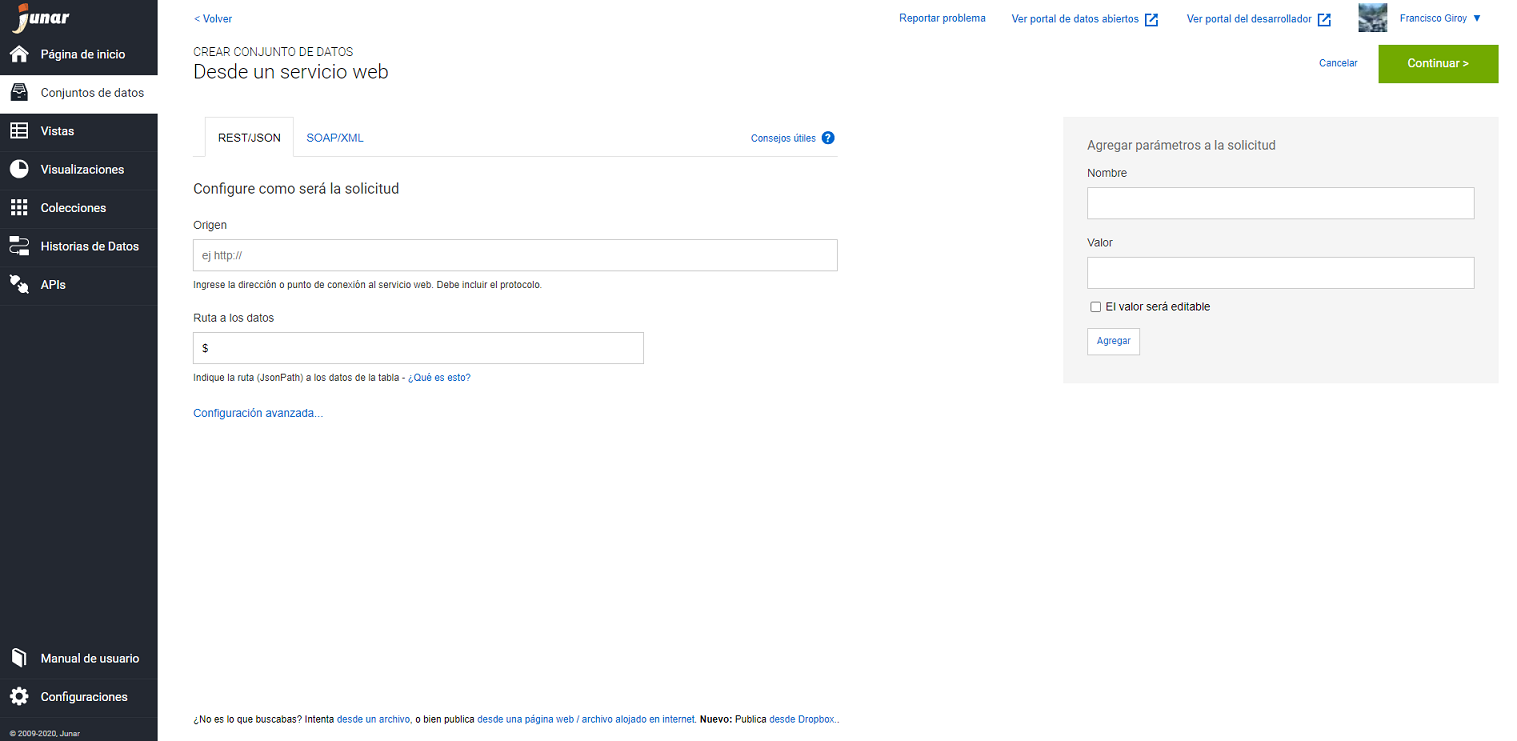 Junar
Página de inicio
Conjuntos de datos
Vistas
Visualizaciones
Colecciones
Historias de Datos
APIs
Manual de usuario
Configuraciones
© 2009-2020, Junar
< Volver
Reportar problema
Ver portal de datos abiertos
Ver portal del desarrollador
Francisco Giroy ▼
CREAR CONJUNTO DE DATOS
Desde un servicio web
Cancelar
Continuar >
REST/JSON
SOAP/XML
Consejos útiles ?
Configure como será la solicitud
Origen
ej http://
Ingrese la dirección o punto de conexión al servicio web. Debe incluir el protocolo.
Ruta a los datos
$
Indique la ruta (JsonPath) a los datos de la tabla - ¿Qué es esto?
Configuración avanzada...
Agregar parámetros a la solicitud
Nombre
Valor
El valor será editable
Agregar
¿No es lo que buscabas? Intenta desde un archivo, o bien publica desde una página web / archivo alojado en internet. Nuevo: Publica desde Dropbox..